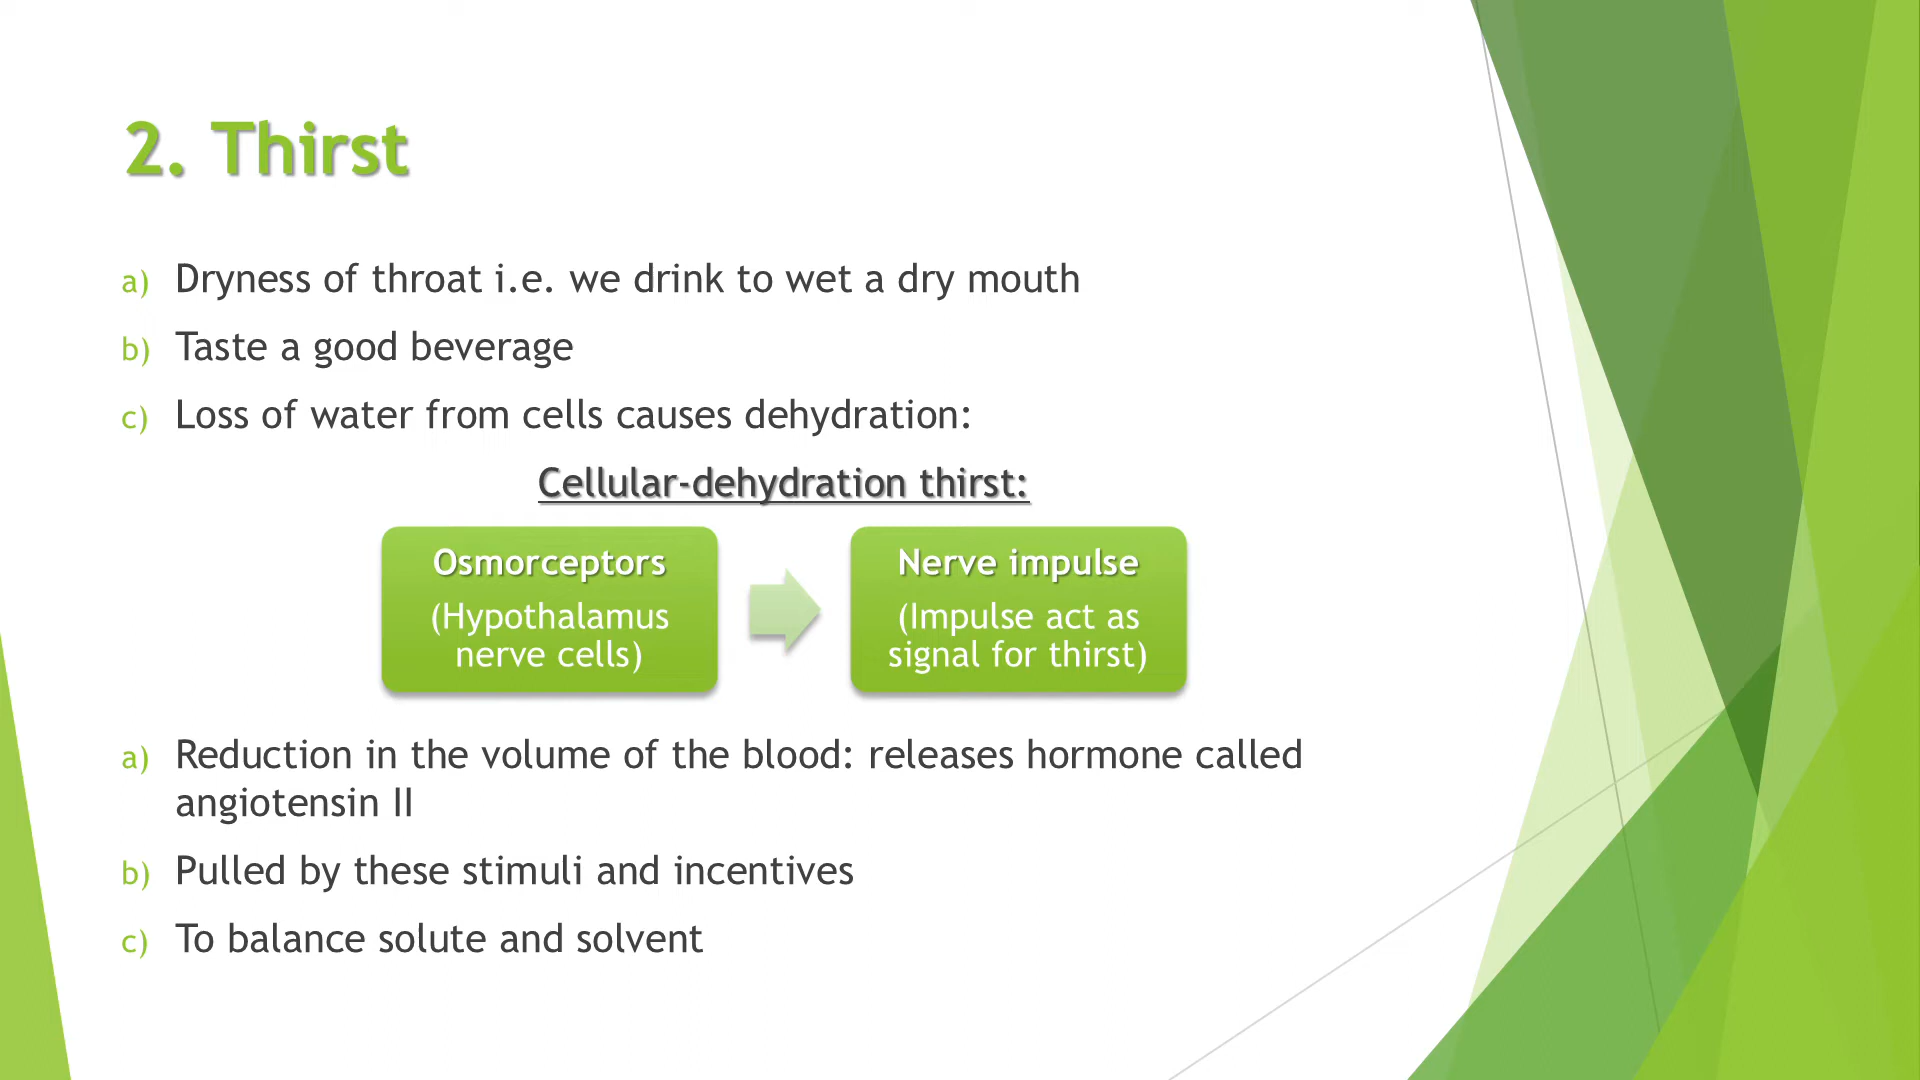 2. Thirst
a) Dryness of throat i.e. we drink to wet a dry mouth
b) Taste a good beverage
c) Loss of water from cells causes dehydration:
Cellular-dehydration thirst:
Osmorceptors
(Hypothalamus
nerve cells)
Nerve impulse
(Impulse act as
signal for thirst)
a) Reduction in the volume of the blood: releases hormone called
angiotensin II
b) Pulled by these stimuli and incentives
c) To balance solute and solvent